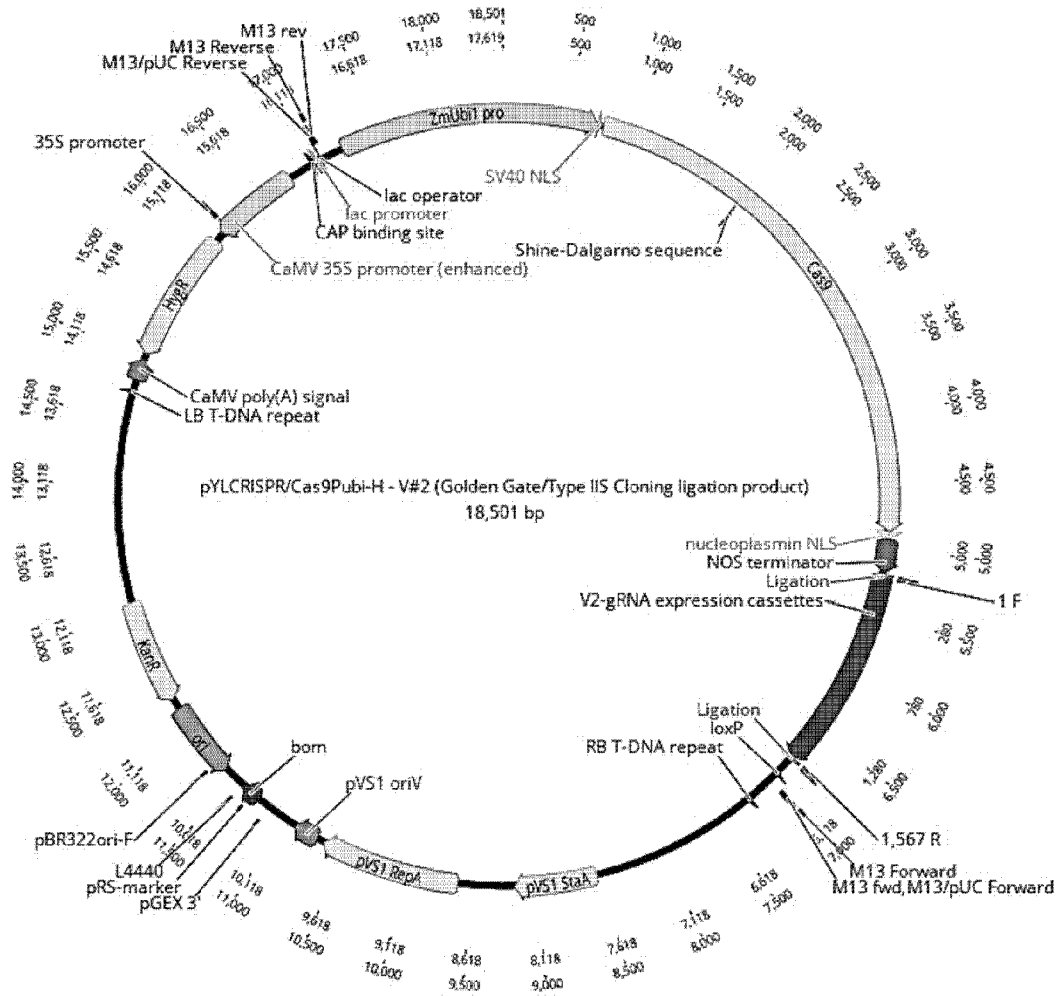 M13 rev
M13 Reverse
M13/pUC Reverse
35S promoter
ZmUbi1 pro
SV40 NLS
lac operator
lac promoter
CAP binding site
CaMV 35S promoter (enhanced)
Shine-Dalgarno sequence
Cas9
HygR
CaMV poly(A) signal
LB T-DNA repeat
pYLCRISPR/Cas9Pubi-H - V#2 (Golden Gate/Type IIS Cloning ligation product)
18,501 bp
nucleoplasmin NLS
NOS terminator
Ligation
V2-gRNA expression cassettes
1 F
Ligation
loxP
RB T-DNA repeat
1,567 R
M13 Forward
M13 fwd,M13/pUC Forward
KanR
ori
bom
pVS1 oriV
pVS1 RepA
pVS1 StaA
pBR322ori-F
L4440
pRS-marker
pGEX 3'
18,501
17,619
500
500
1,000
1,000
1,500
1,500
2,000
2,000
2,500
2,500
3,000
3,000
3,500
3,500
4,000
4,000
4,500
4,500
5,000
5,000
280
5,500
780
6,000
1,280
6,500
7,000
6,618
7,500
7,118
8,000
7,618
8,500
8,118
9,000
8,618
9,500
9,118
10,000
9,618
10,500
10,118
11,000
10,618
11,500
11,118
12,000
11,618
12,500
12,118
13,000
12,618
13,500
13,118
14,000
13,618
14,500
14,118
15,000
14,618
15,500
15,118
16,000
15,618
16,500
17,000
16,618
17,500
17,118
18,000